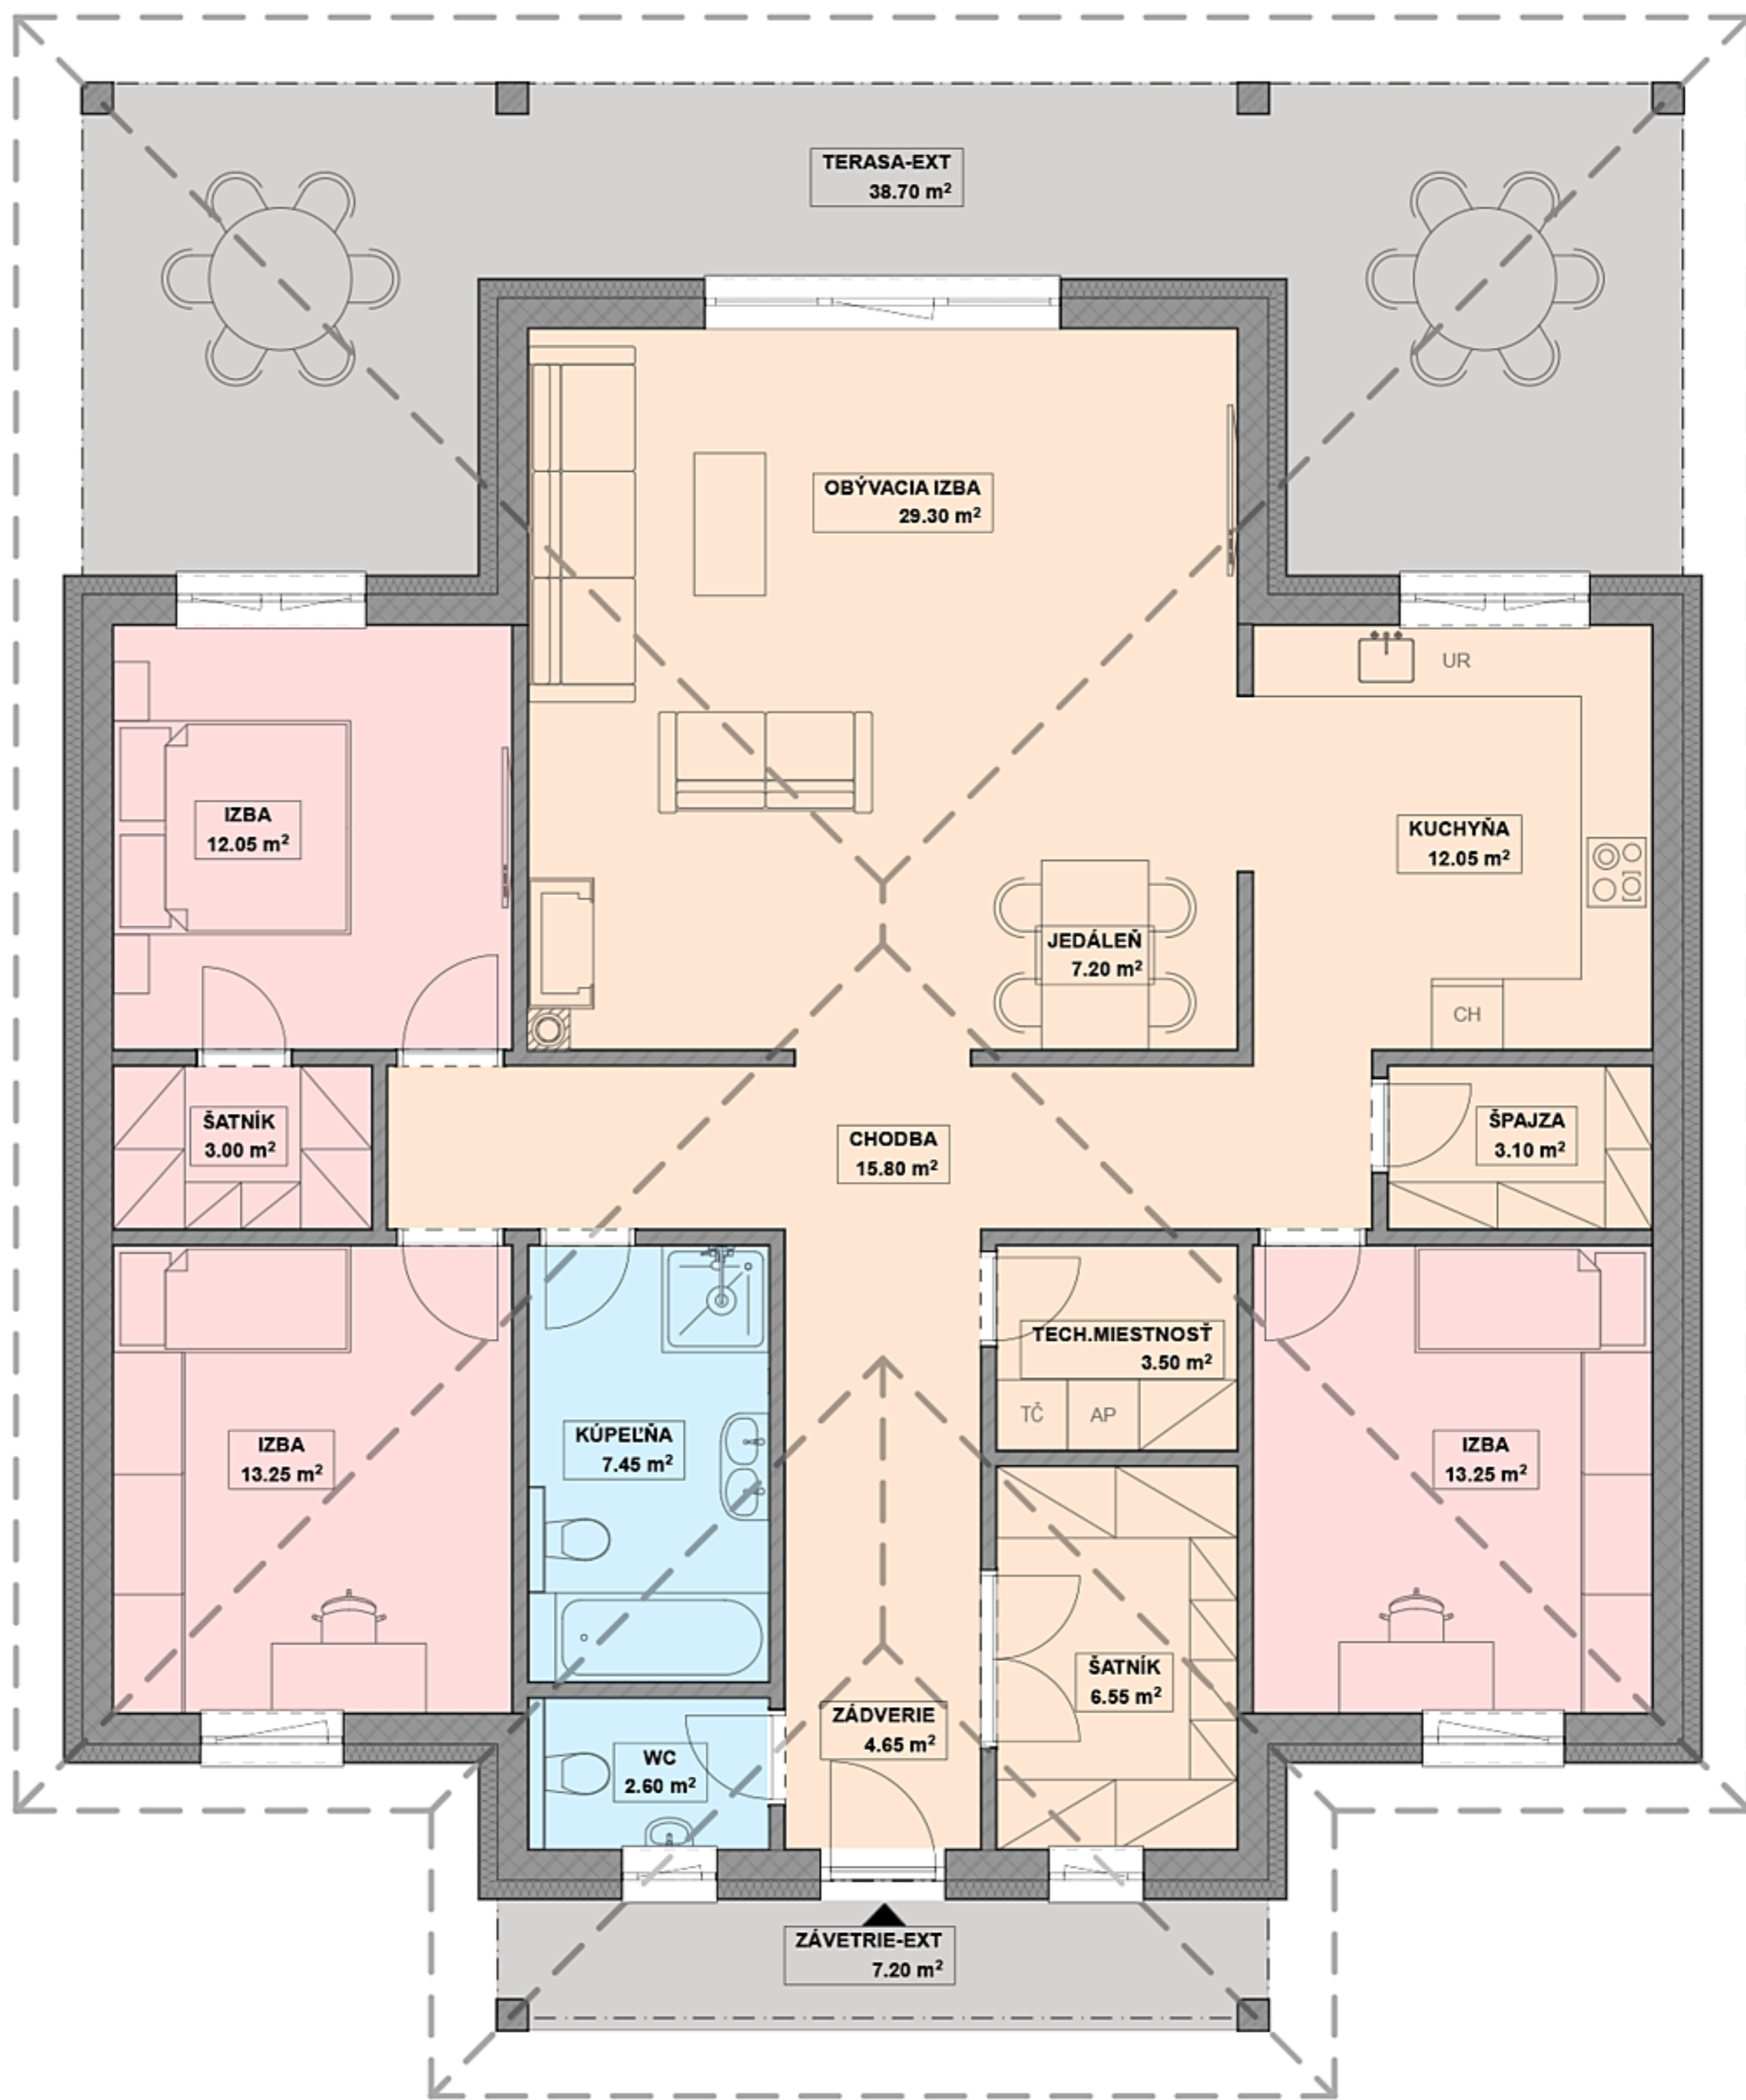 TERASA-EXT
38.70 m²
OBÝVACIA IZBA
29.30 m²
UR
IZBA
12.05 m²
KUCHYŇA
12.05 m²
JEDÁLEŇ
7.20 m²
CH
ŠATNÍK
3.00 m²
CHODBA
15.80 m²
ŠPAJZA
3.10 m²
TECH.MIESTNOSŤ
3.50 m²
TČ
AP
IZBA
13.25 m²
KÚPEĽŇA
7.45 m²
IZBA
13.25 m²
ŠATNÍK
6.55 m²
ZÁDVERIE
4.65 m²
WC
2.60 m²
ZÁVETRIE-EXT
7.20 m²